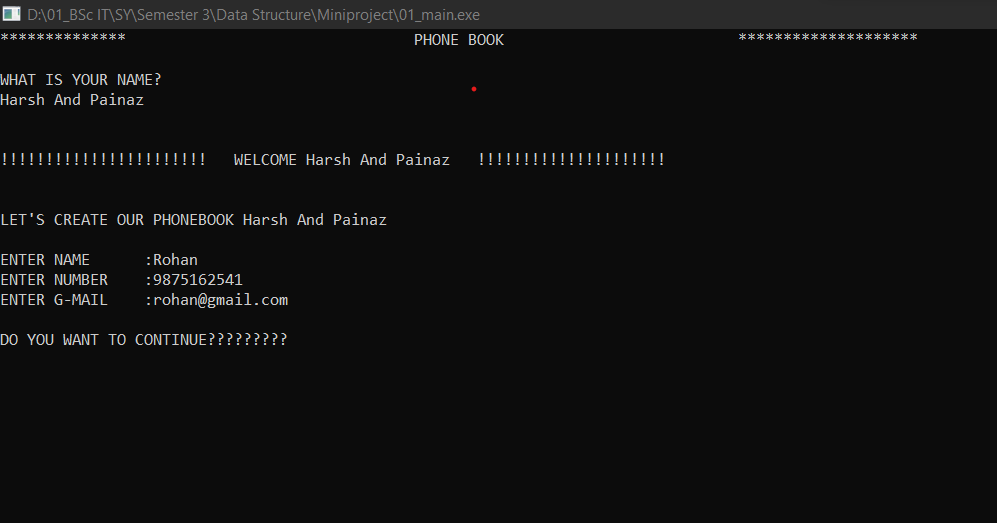 D:\01_BSc IT\SY\Semester 3\Data Structure\Miniproject\01_main.exe
************** PHONE BOOK ********************
WHAT IS YOUR NAME?
Harsh And Painaz
!!!!!!!!!!!!!!!!!!!!!!! WELCOME Harsh And Painaz !!!!!!!!!!!!!!!!!!!!!
LET'S CREATE OUR PHONEBOOK Harsh And Painaz
ENTER NAME :Rohan
ENTER NUMBER :9875162541
ENTER G-MAIL :rohan@gmail.com
DO YOU WANT TO CONTINUE?????????